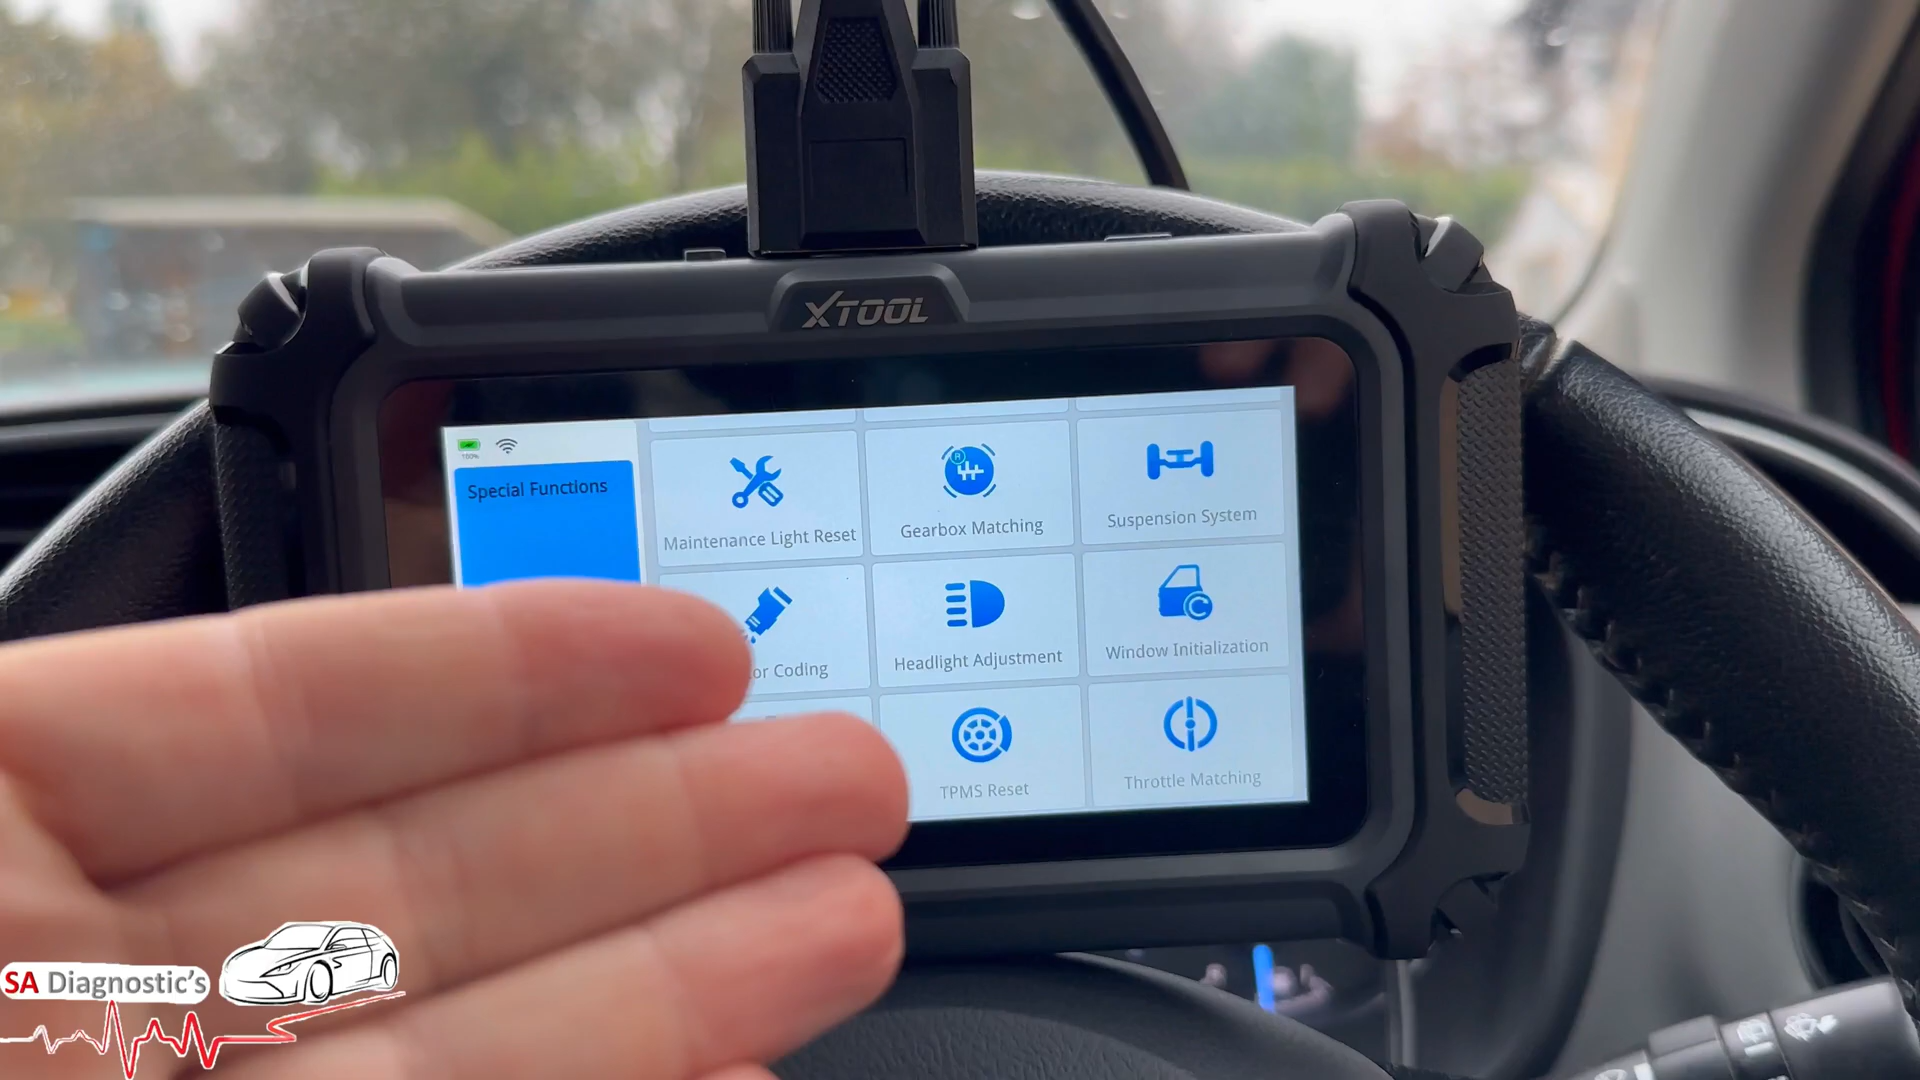 XTOOL
100%
Special Functions
Maintenance Light Reset
Gearbox Matching
Suspension System
or Coding
Headlight Adjustment
Window Initialization
TPMS Reset
Throttle Matching
SA Diagnostic's